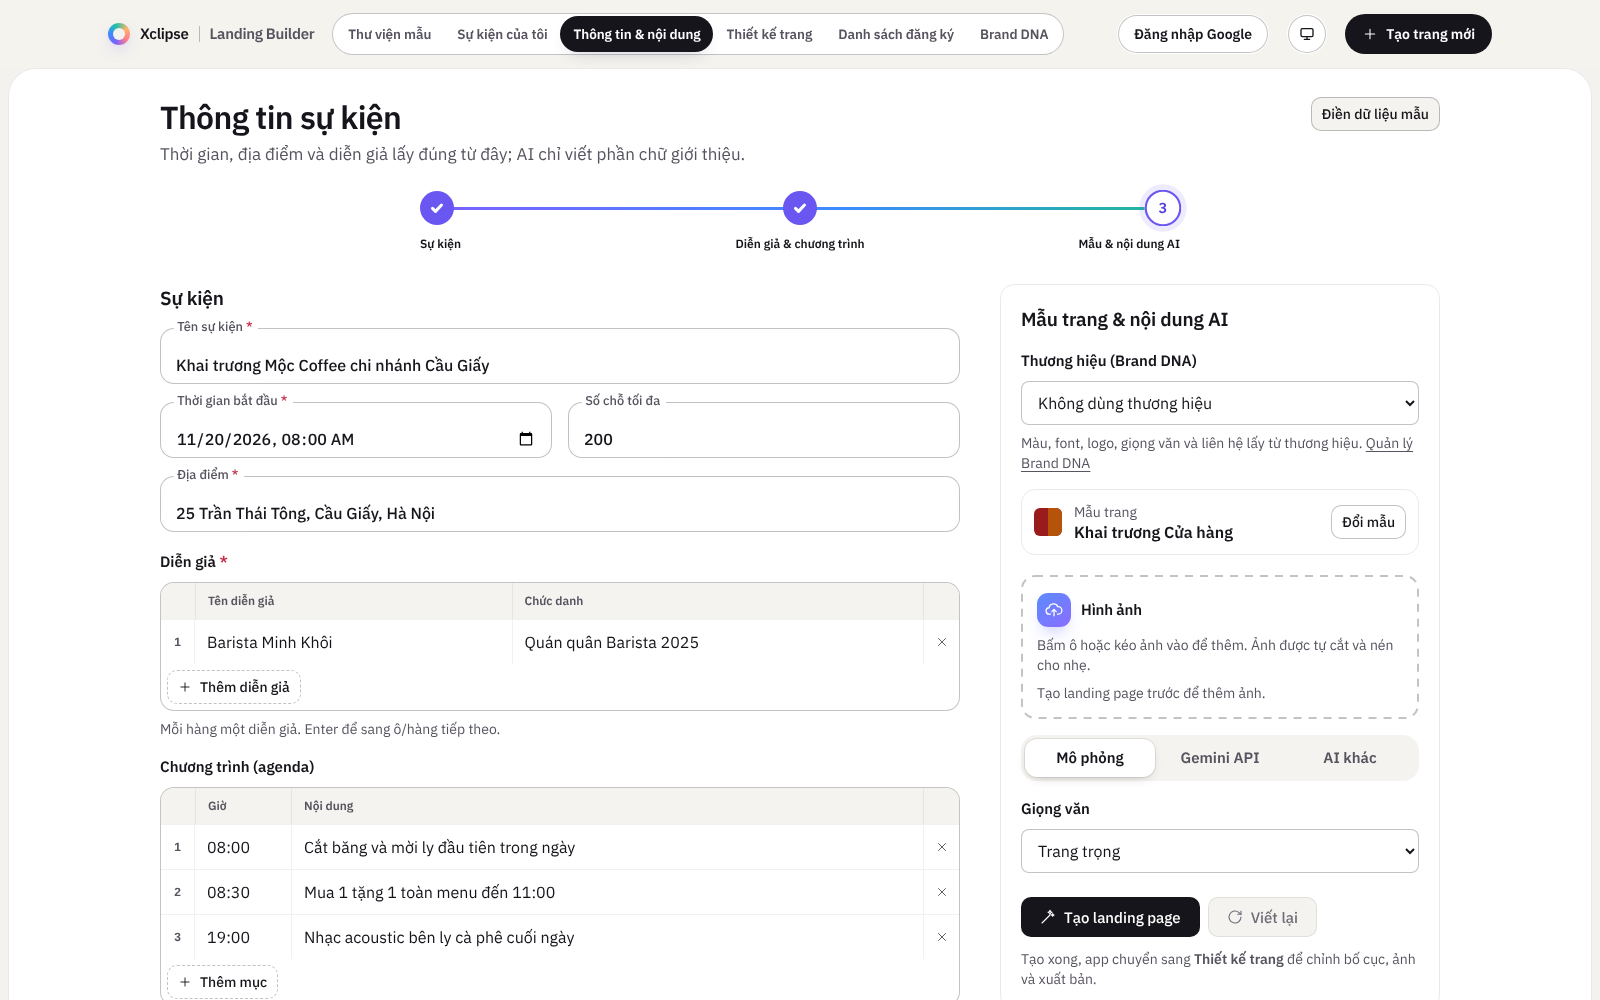 Xclipse
Landing Builder
Thư viện mẫu
Sự kiện của tôi
Thông tin & nội dung
Thiết kế trang
Danh sách đăng ký
Brand DNA
Đăng nhập Google
Tạo trang mới
Thông tin sự kiện
Điền dữ liệu mẫu
Thời gian, địa điểm và diễn giả lấy đúng từ đây; AI chỉ viết phần chữ giới thiệu.
3
Sự kiện
Diễn giả & chương trình
Mẫu & nội dung AI
Sự kiện
Tên sự kiện *
Khai trương Mộc Coffee chi nhánh Cầu Giấy
Thời gian bắt đầu *
11/20/2026, 08:00 AM
Số chỗ tối đa
200
Địa điểm *
25 Trần Thái Tông, Cầu Giấy, Hà Nội
Diễn giả *
Tên diễn giả
Chức danh
1
Barista Minh Khôi
Quán quân Barista 2025
Thêm diễn giả
Mỗi hàng một diễn giả. Enter để sang ô/hàng tiếp theo.
Chương trình (agenda)
Giờ
Nội dung
1
08:00
Cắt băng và mời ly đầu tiên trong ngày
2
08:30
Mua 1 tặng 1 toàn menu đến 11:00
3
19:00
Nhạc acoustic bên ly cà phê cuối ngày
Thêm mục
Mẫu trang & nội dung AI
Thương hiệu (Brand DNA)
Không dùng thương hiệu
Màu, font, logo, giọng văn và liên hệ lấy từ thương hiệu. Quản lý
Brand DNA
Mẫu trang
Khai trương Cửa hàng
Đổi mẫu
Hình ảnh
Bấm ô hoặc kéo ảnh vào để thêm. Ảnh được tự cắt và nén
cho nhẹ.
Tạo landing page trước để thêm ảnh.
Mô phỏng
Gemini API
AI khác
Giọng văn
Trang trọng
Tạo landing page
Viết lại
Tạo xong, app chuyển sang Thiết kế trang để chỉnh bố cục, ảnh
và xuất bản.